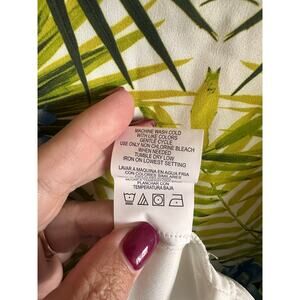 MACHINE WASH COLD
WITH LIKE COLORS
GENTLE CYCLE
USE ONLY NON CHLORINE BLEACH
WHEN NEEDED
TUMBLE DRY LOW
IRON ON LOWEST SETTING
LAVAR A MAQUINA EN AGUA FRIA
CON COLORES SIMILARES
PLANCHAR CON
TEMPERATURA BAJA